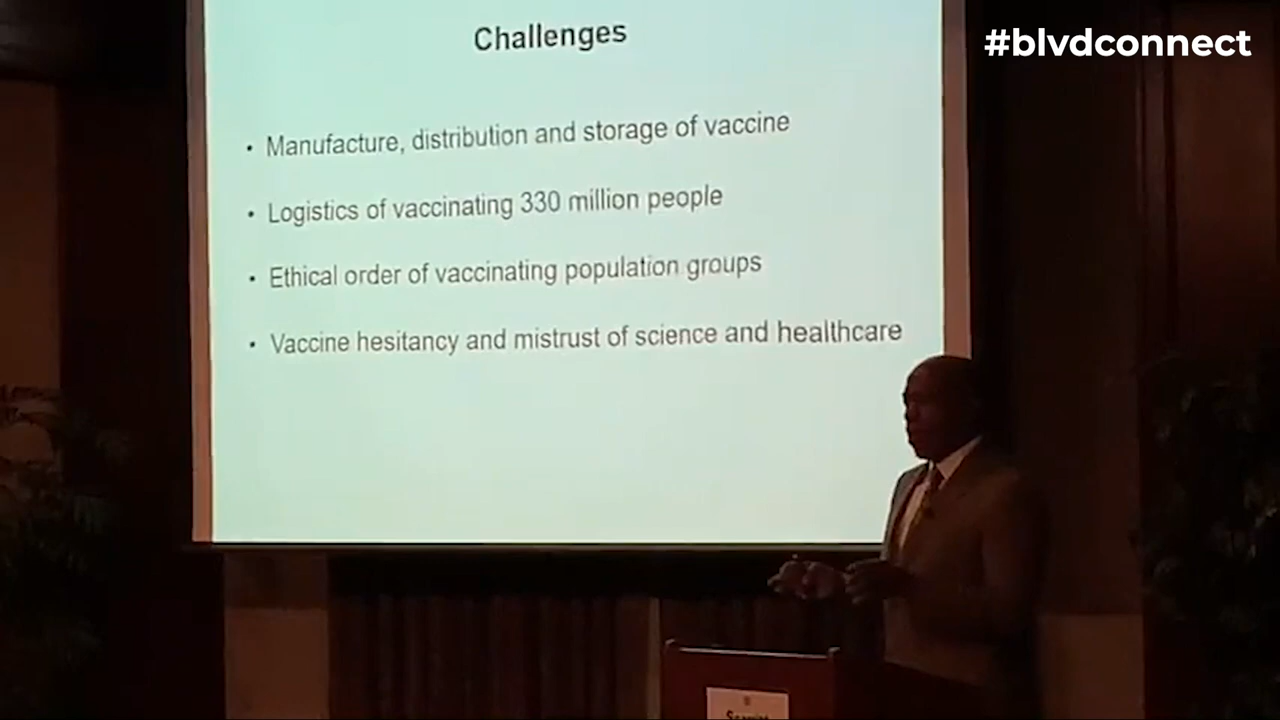 #blvdconnect
Challenges
• Manufacture, distribution and storage of vaccine
• Logistics of vaccinating 330 million people
• Ethical order of vaccinating population groups
• Vaccine hesitancy and mistrust of science and healthcare